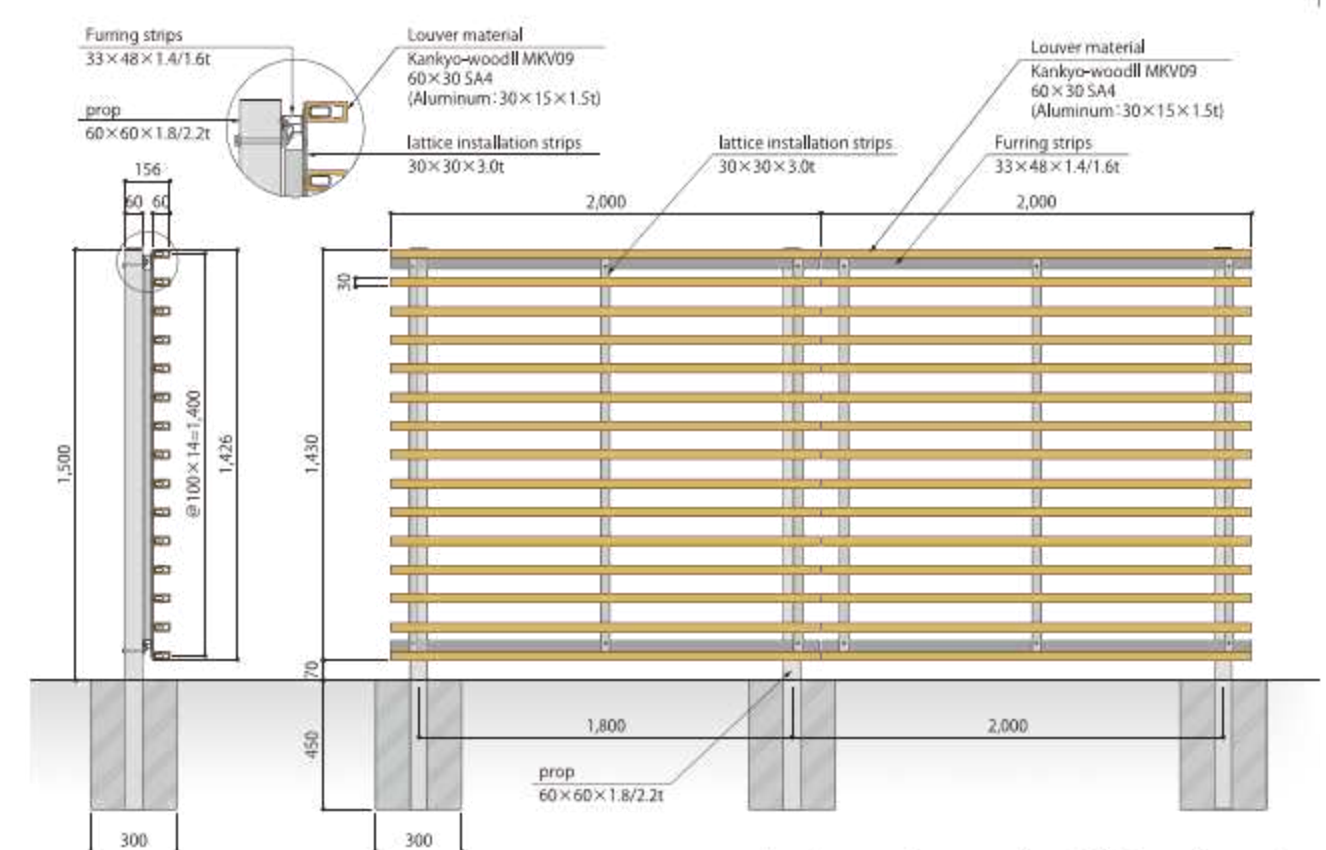 Furring strips
33×48×1.4/1.6t
prop
60×60×1.8/2.2t
Louver material
Kankyo-woodⅡ MKV09
60×30 SA4
(Aluminum:30×15×1.5t)
lattice installation strips
30×30×3.0t
lattice installation strips
30×30×3.0t
Louver material
Kankyo-woodⅡ MKV09
60×30 SA4
(Aluminum:30×15×1.5t)
Furring strips
33×48×1.4/1.6t
156
60
60
2,000
2,000
30
1,500
@100×14=1,400
1,426
1,430
70
450
1,800
2,000
prop
60×60×1.8/2.2t
300
300